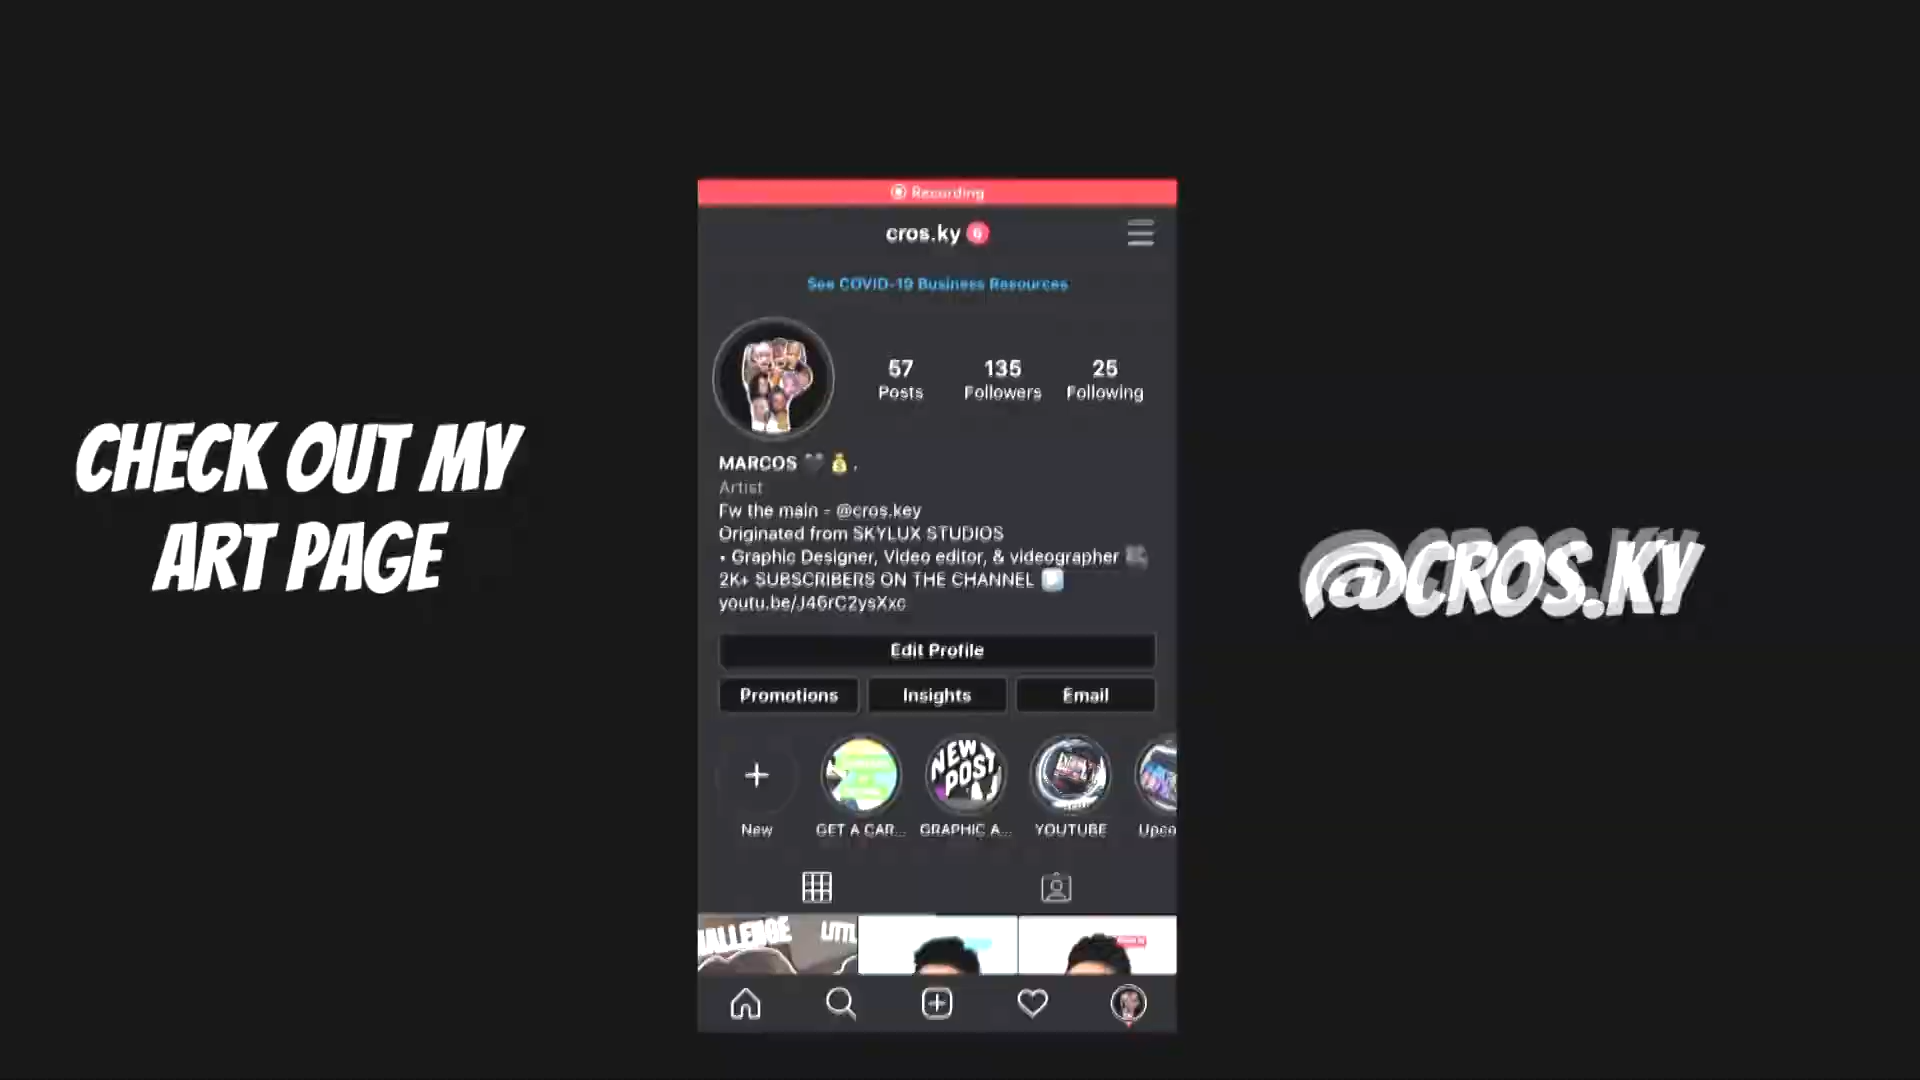 Recording
cros.ky
See COVID-19 Business Resources
57 135 25
Posts Followers Following
CHECK OUT MY
ART PAGE
MARCOS 🖤 💰 .
Artist
Fw the main - @cros.key
Originated from SKYLUX STUDIOS
• Graphic Designer, Video editor, & videographer
2K+ SUBSCRIBERS ON THE CHANNEL
youtu.be/J46rC2ysXxc
@CROS.KY
Edit Profile
Promotions Insights Email
NEW
POST
New GET A CAR... GRAPHIC A... YOUTUBE Upco
ALLENGE LITTL